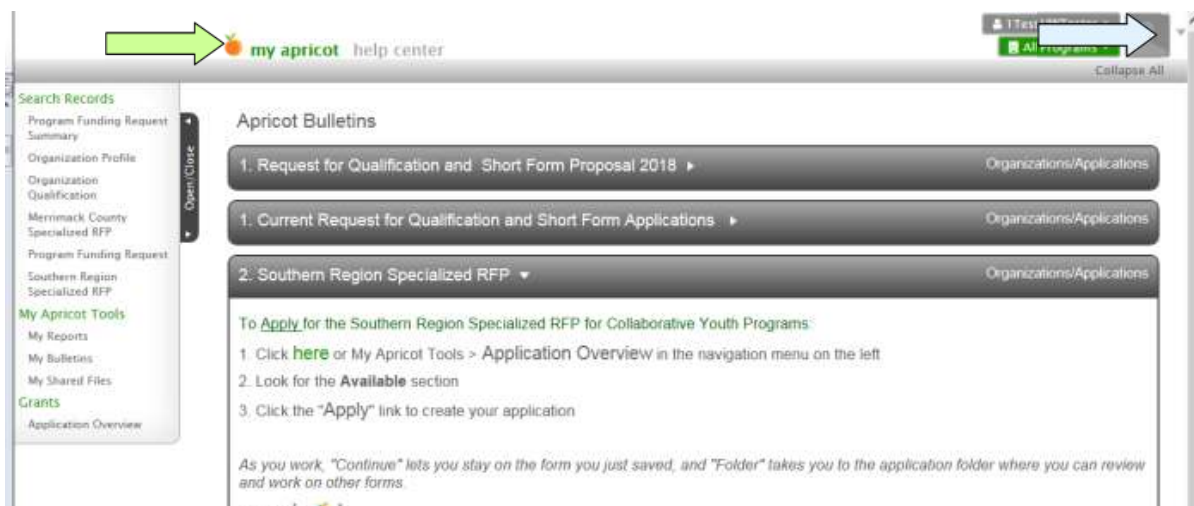 1Test
my apricot help center
All Programs
Collapse All
Search Records
Program Funding Request
Summary
Organization Profile
Organization
Qualification
Merrimack County
Specialized RFP
Program Funding Request
Southern Region
Specialized RFP
My Apricot Tools
My Reports
My Bulletins
My Shared Files
Grants
Application Overview
Open/Close
Apricot Bulletins
1. Request for Qualification and Short Form Proposal 2018
Organizations/Applications
1. Current Request for Qualification and Short Form Applications
Organizations/Applications
2. Southern Region Specialized RFP
Organizations/Applications
To Apply for the Southern Region Specialized RFP for Collaborative Youth Programs:
1. Click here or My Apricot Tools > Application Overview in the navigation menu on the left
2. Look for the Available section
3. Click the "Apply" link to create your application
As you work, "Continue" lets you stay on the form you just saved, and "Folder" takes you to the application folder where you can review
and work on other forms.